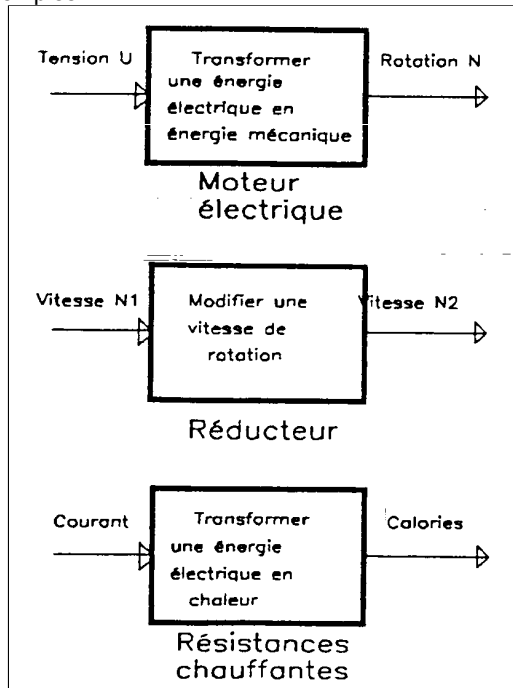 Tension U
Transformer
une énergie
électrique en
énergie mécanique
Rotation N
Moteur
électrique
Vitesse N1
Modifier une
vitesse de
rotation
Vitesse N2
Réducteur
Courant
Transformer
une énergie
électrique en
chaleur
Calories
Résistances
chauffantes